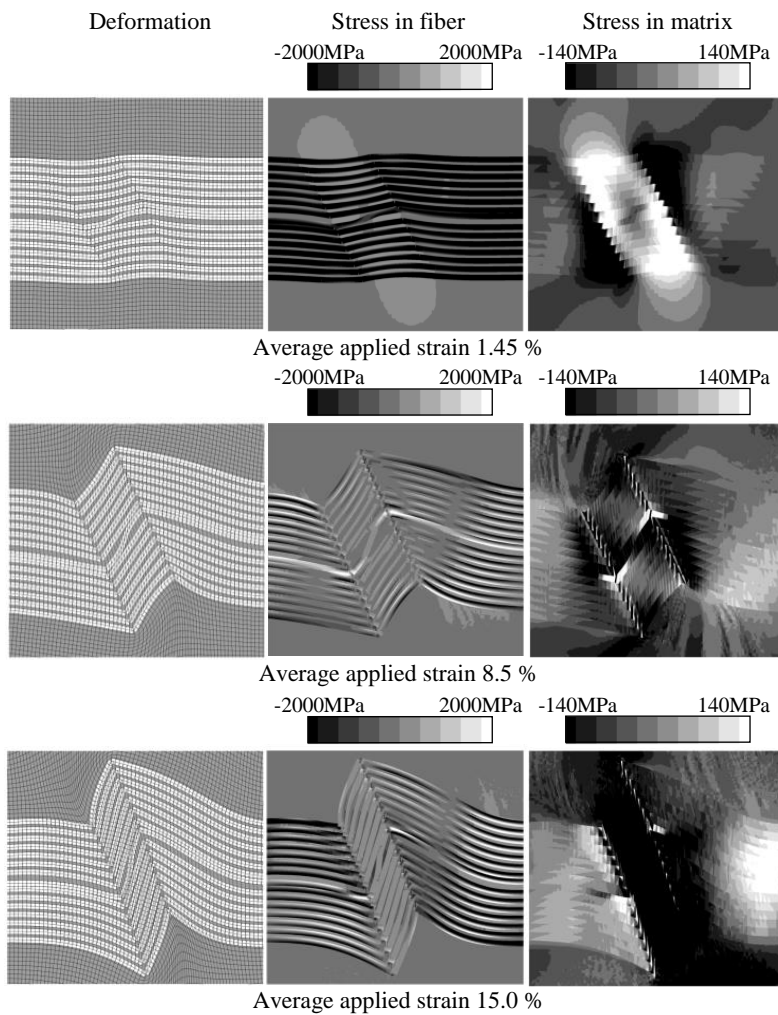 Deformation Stress in fiber Stress in matrix
-2000MPa 2000MPa -140MPa 140MPa
Average applied strain 1.45 %
-2000MPa 2000MPa -140MPa 140MPa
Average applied strain 8.5 %
-2000MPa 2000MPa -140MPa 140MPa
Average applied strain 15.0 %